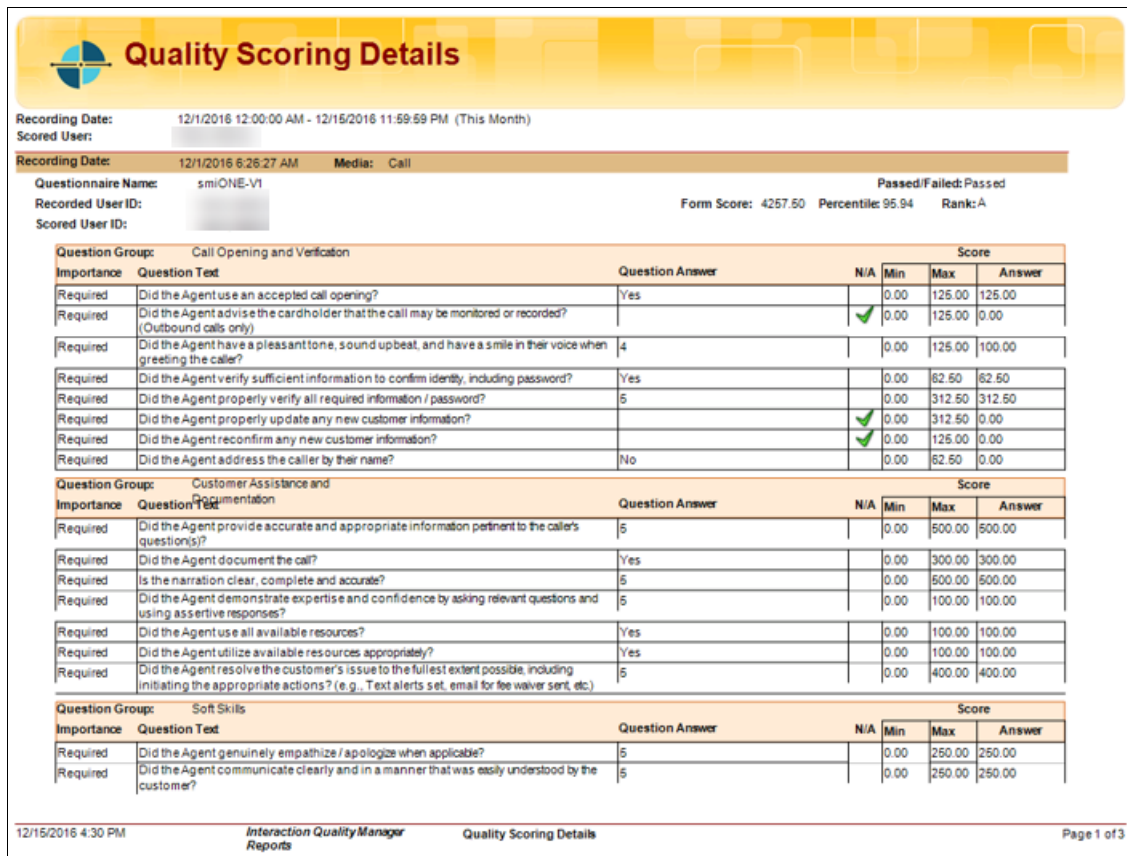 Quality Scoring Details
Recording Date: 12/1/2016 12:00:00 AM - 12/15/2016 11:59:59 PM (This Month)
Scored User:
Recording Date: 12/1/2016 6:26:27 AM Media: Call
Questionnaire Name: smiONE-V1 Passed/Failed: Passed
Recorded User ID: Form Score: 4257.50 Percentile: 95.94 Rank: A
Scored User ID:
Question Group: Call Opening and Verification Score
Importance Question Text Question Answer N/A Min Max Answer
Required Did the Agent use an accepted call opening? Yes 0.00 125.00 125.00
Required Did the Agent advise the cardholder that the call may be monitored or recorded? 0.00 125.00 0.00
(Outbound calls only)
Required Did the Agent have a pleasant tone, sound upbeat, and have a smile in their voice when 4 0.00 125.00 100.00
greeting the caller?
Required Did the Agent verify sufficient information to confirm identity, including password? Yes 0.00 62.50 62.50
Required Did the Agent properly verify all required information / password? 5 0.00 312.50 312.50
Required Did the Agent properly update any new customer information? 0.00 312.50 0.00
Required Did the Agent reconfirm any new customer information? 0.00 125.00 0.00
Required Did the Agent address the caller by their name? No 0.00 62.50 0.00
Question Group: Customer Assistance and Score
Documentation
Importance Question Text Question Answer N/A Min Max Answer
Required Did the Agent provide accurate and appropriate information pertinent to the caller's 5 0.00 500.00 500.00
question(s)?
Required Did the Agent document the call? Yes 0.00 300.00 300.00
Required Is the narration clear, complete and accurate? 5 0.00 500.00 500.00
Required Did the Agent demonstrate expertise and confidence by asking relevant questions and 5 0.00 100.00 100.00
using assertive responses?
Required Did the Agent use all available resources? Yes 0.00 100.00 100.00
Required Did the Agent utilize available resources appropriately? Yes 0.00 100.00 100.00
Required Did the Agent resolve the customer's issue to the fullest extent possible, including 5 0.00 400.00 400.00
initiating the appropriate actions? (e.g., Text alerts set, email for fee waiver sent, etc.)
Question Group: Soft Skills Score
Importance Question Text Question Answer N/A Min Max Answer
Required Did the Agent genuinely empathize / apologize when applicable? 5 0.00 250.00 250.00
Required Did the Agent communicate clearly and in a manner that was easily understood by the 5 0.00 250.00 250.00
customer?
12/15/2016 4:30 PM Interaction Quality Manager Quality Scoring Details Page 1 of 3
Reports